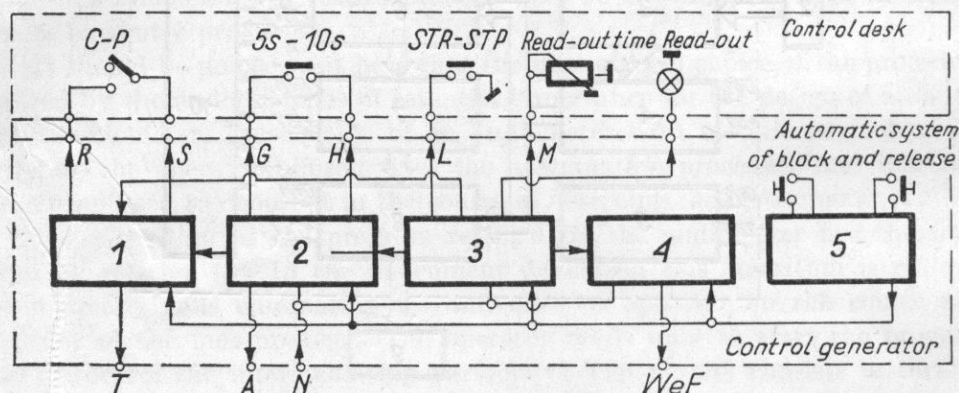 Control desk
C-P 5s - 10s STR-STP Read-out time Read-out
Automatic system
of block and release
R S G H L M
1 2 3 4 5
Control generator
T A N WeF